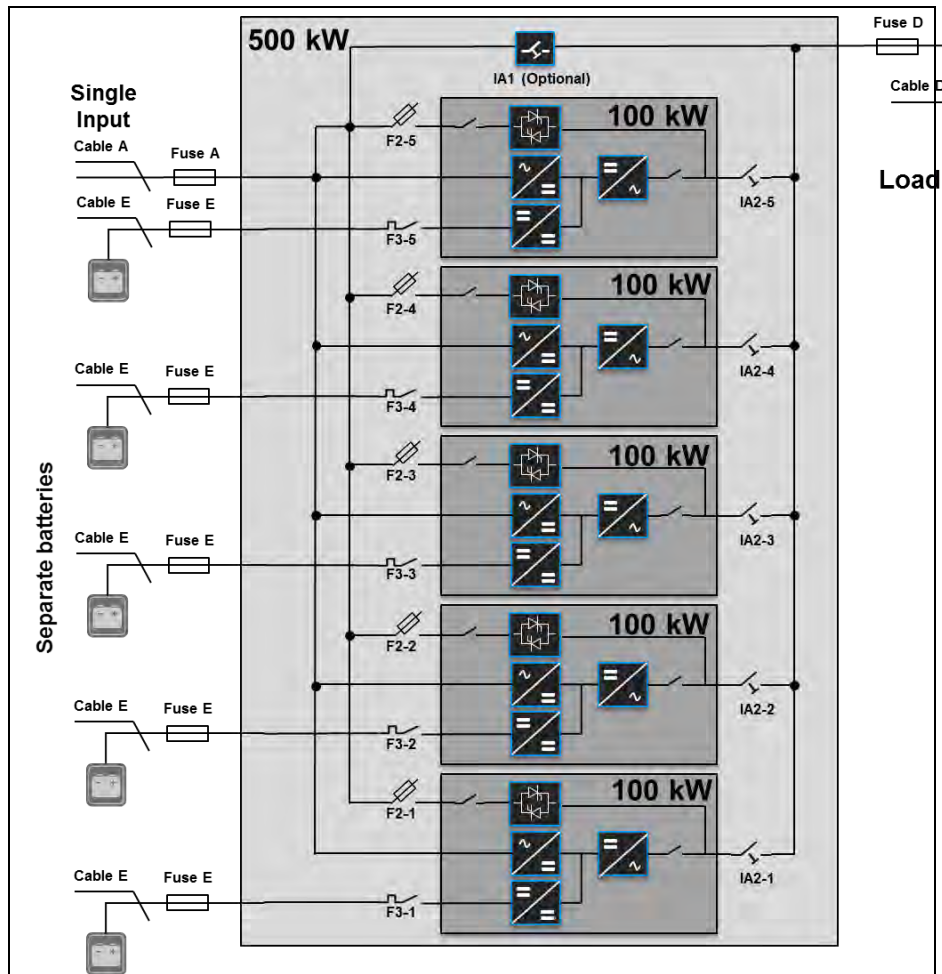 500 kW
Fuse D
IA1 (Optional)
Cable D
Single
Input
100 kW
F2-5
Cable A
Fuse A
Load
IA2-5
Cable E
Fuse E
F3-5
100 kW
F2-4
IA2-4
Cable E
Fuse E
F3-4
100 kW
F2-3
IA2-3
Cable E
Fuse E
F3-3
Separate batteries
100 kW
F2-2
IA2-2
Cable E
Fuse E
F3-2
100 kW
F2-1
IA2-1
Cable E
Fuse E
F3-1